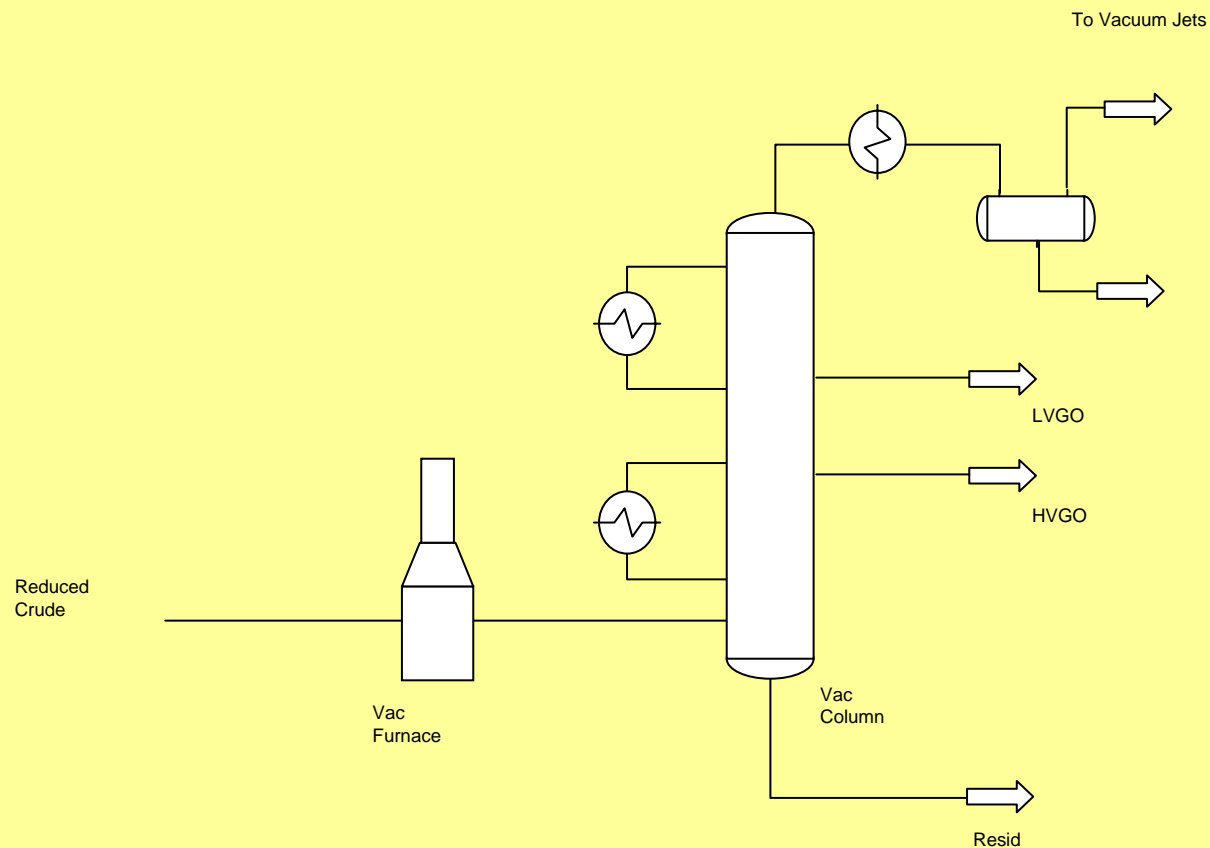 To Vacuum Jets
LVGO
HVGO
Reduced
Crude
Vac
Furnace
Vac
Column
Resid